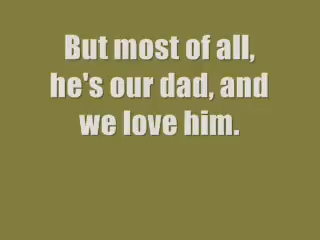 But most of all,
he's our dad, and
we love him.